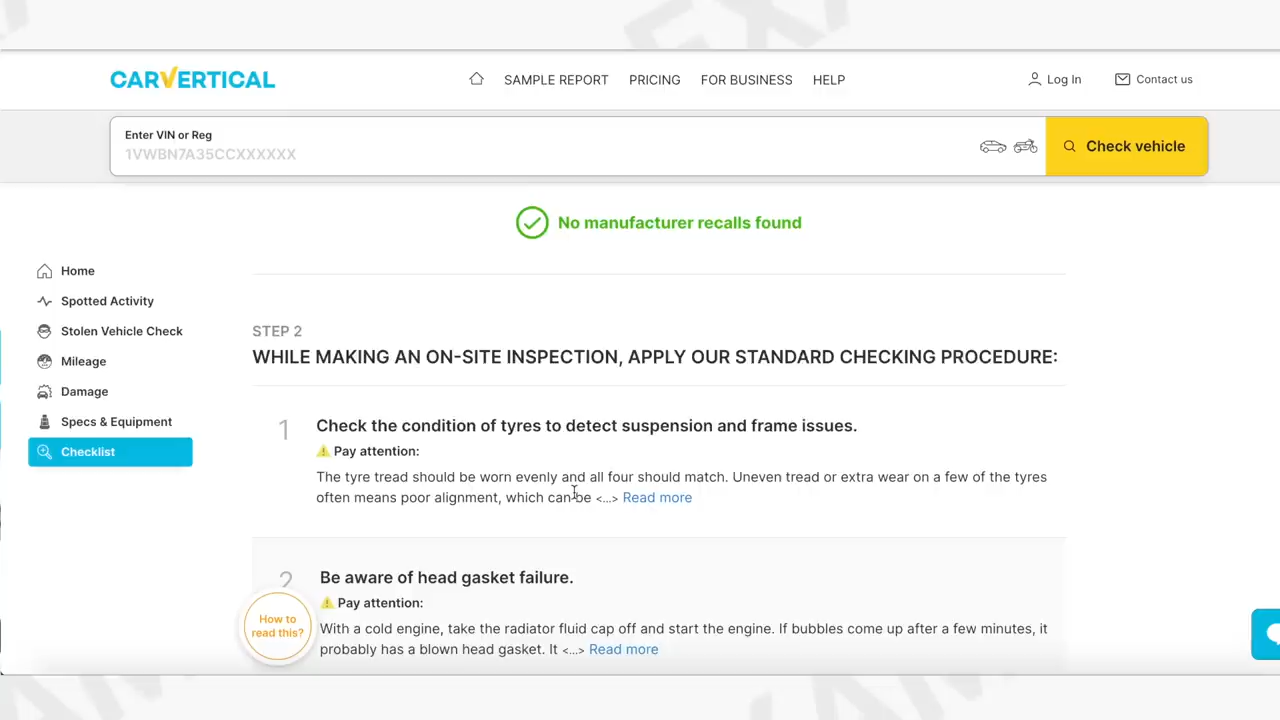 CARVERTICAL
SAMPLE REPORT
PRICING
FOR BUSINESS
HELP
Log In
Contact us
Enter VIN or Reg
1VWBN7A35CCXXXXXX
Check vehicle
No manufacturer recalls found
Home
Spotted Activity
Stolen Vehicle Check
Mileage
Damage
Specs & Equipment
Checklist
STEP 2
WHILE MAKING AN ON-SITE INSPECTION, APPLY OUR STANDARD CHECKING PROCEDURE:
1
Check the condition of tyres to detect suspension and frame issues.
Pay attention:
The tyre tread should be worn evenly and all four should match. Uneven tread or extra wear on a few of the tyres
often means poor alignment, which can be <...> Read more
2
Be aware of head gasket failure.
Pay attention:
With a cold engine, take the radiator fluid cap off and start the engine. If bubbles come up after a few minutes, it
probably has a blown head gasket. It <...> Read more
How to
read this?